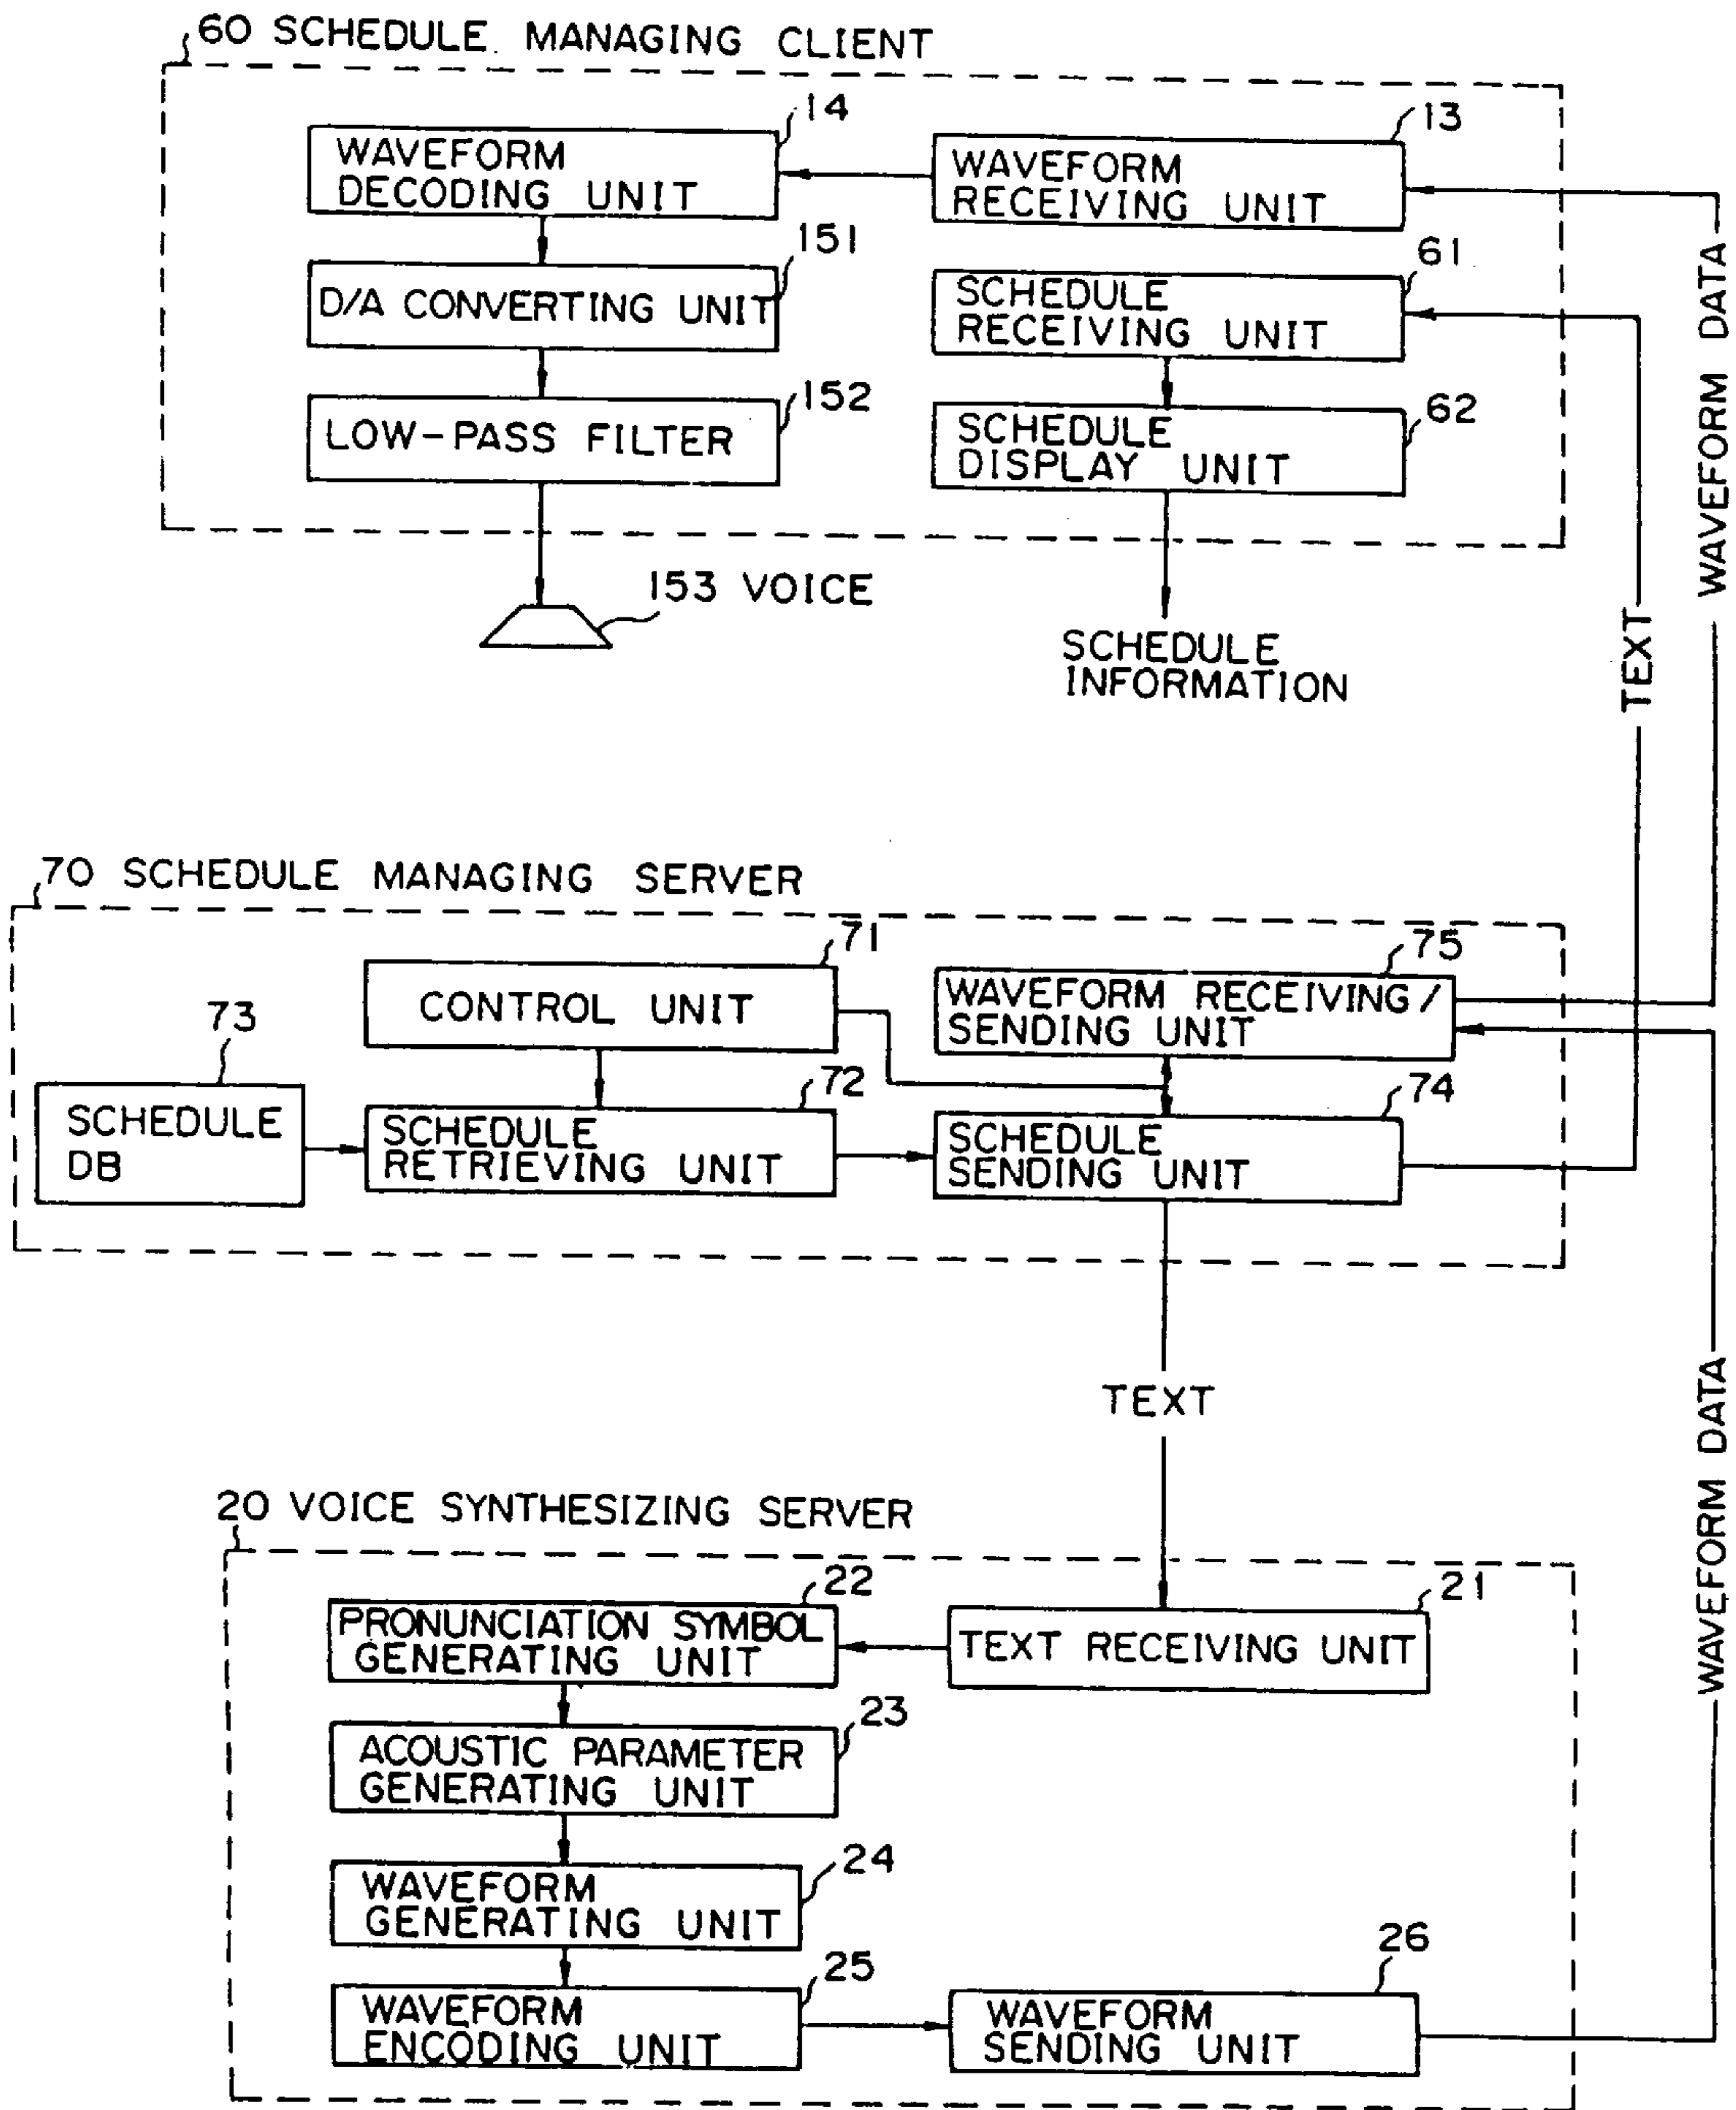 60 SCHEDULE MANAGING CLIENT
14
WAVEFORM
DECODING UNIT
13
WAVEFORM
RECEIVING UNIT
151
D/A CONVERTING UNIT
61
SCHEDULE
RECEIVING UNIT
152
LOW-PASS FILTER
62
SCHEDULE
DISPLAY UNIT
153 VOICE
SCHEDULE
INFORMATION
TEXT
WAVEFORM DATA
70 SCHEDULE MANAGING SERVER
71
CONTROL UNIT
75
WAVEFORM RECEIVING/
SENDING UNIT
73
SCHEDULE
DB
72
SCHEDULE
RETRIEVING UNIT
74
SCHEDULE
SENDING UNIT
TEXT
WAVEFORM DATA
20 VOICE SYNTHESIZING SERVER
22
PRONUNCIATION SYMBOL
GENERATING UNIT
21
TEXT RECEIVING UNIT
23
ACOUSTIC PARAMETER
GENERATING UNIT
24
WAVEFORM
GENERATING UNIT
25
WAVEFORM
ENCODING UNIT
26
WAVEFORM
SENDING UNIT